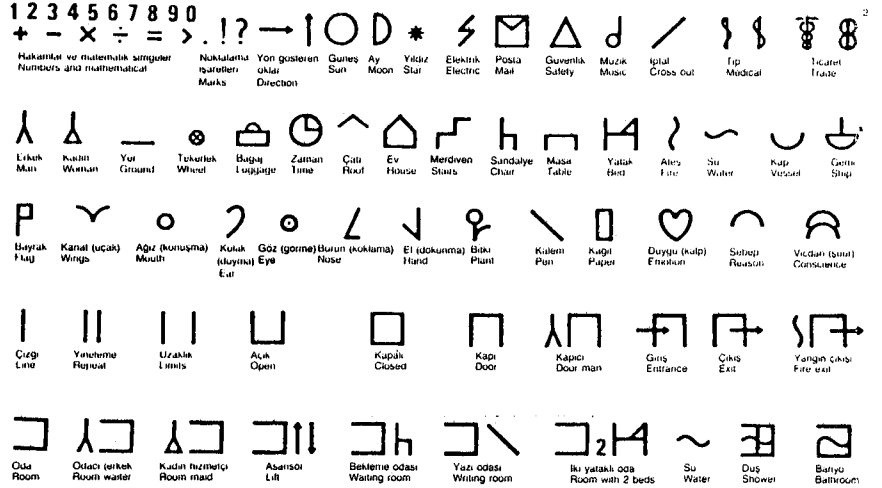 1 2 3 4 5 6 7 8 9 0
+ − × ÷ = > . ! ?
2
Rakamlar ve matematik simgeler Noktalama Yön gösteren Güneş Ay Yıldız Elektrik Posta Güvenlik Müzik İptal Tıp Ticaret
Numbers and mathematical işaretleri oklar Sun Moon Star Electric Mail Safety Music Cross out Medical Trade
Marks Direction
Erkek Kadın Yer Tekerlek Bagaj Zaman Çatı Ev Merdiven Sandalye Masa Yatak Ateş Su Kap Gemi
Man Woman Ground Wheel Luggage Time Roof House Stairs Chair Table Bed Fire Water Vessel Ship
Bayrak Kanat (uçak) Ağız (konuşma) Kulak Göz (görme) Burun (koklama) El (dokunma) Bitki Kalem Kağıt Duygu (kalp) Sebep Vicdan (şuur)
Flag Wings Mouth (duyma) Eye Nose Hand Plant Pen Paper Emotion Reason Conscience
Ear
Çizgi Yineleme Uzaklık Açık Kapalı Kapı Kapıcı Giriş Çıkış Yangın çıkışı
Line Repeat Limits Open Closed Door Door man Entrance Exit Fire exit
2
Oda Odacı (erkek Kadın hizmetçi Asansör Bekleme odası Yazı odası İki yataklı oda Su Duş Banyo
Room Room waiter Room maid Lift Waiting room Writing room Room with 2 beds Water Shower Bathroom